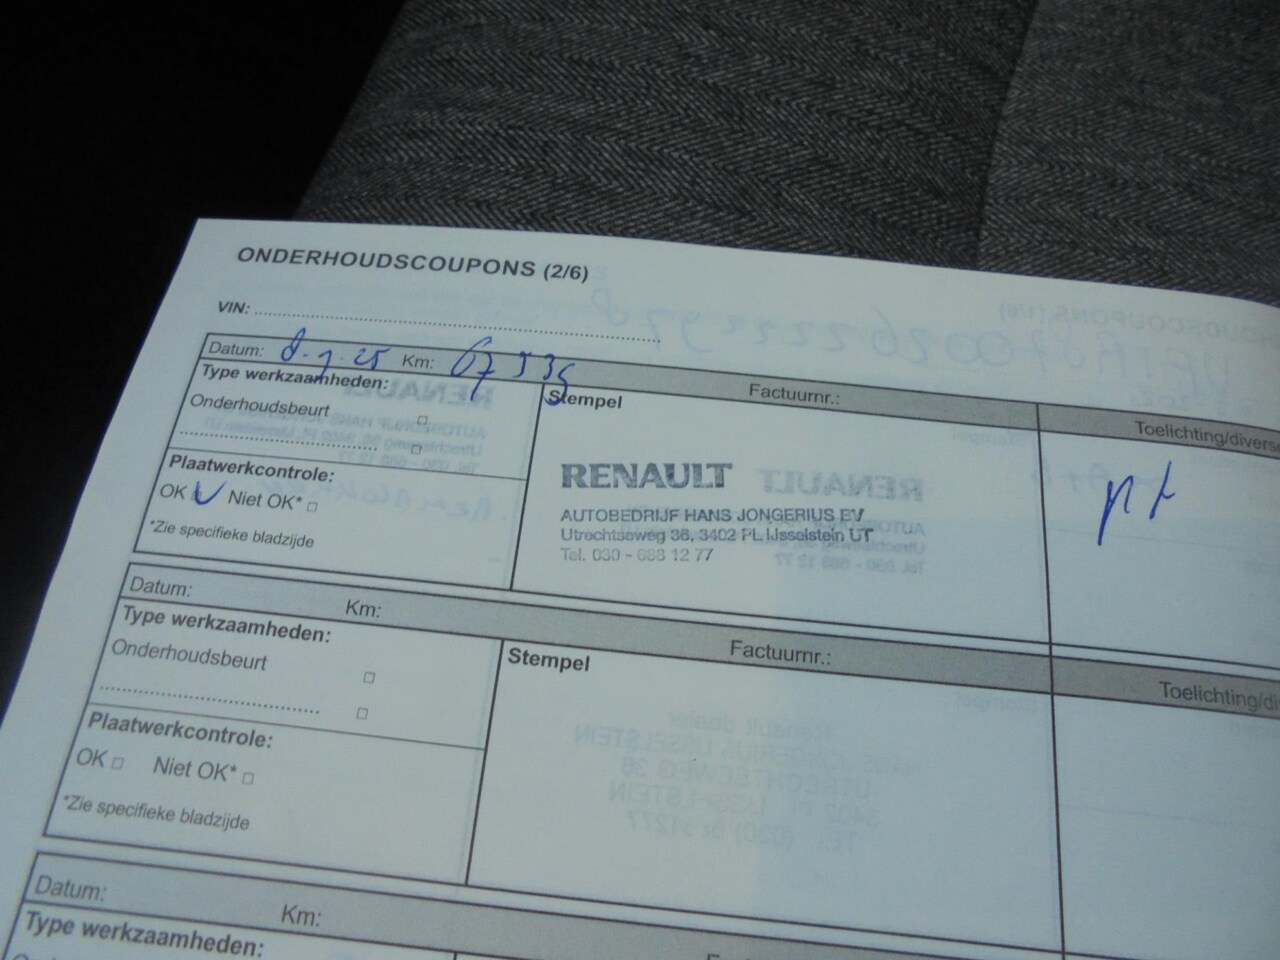 ONDERHOUDSCOUPONS (2/6)
VIN:
Datum: 8-7-25 Km: 67535 Factuurnr.:
Type werkzaamheden: Stempel Toelichting/divers
Onderhoudsbeurt
Plaatwerkcontrole:
OK Niet OK*
*Zie specifieke bladzijde
RENAULT
AUTOBEDRIJF HANS JONGERIUS BV
Utrechtseweg 36, 3402 PL IJsselstein UT
Tel. 030 - 688 12 77
Datum: Km: Factuurnr.:
Type werkzaamheden: Stempel Toelichting/di
Onderhoudsbeurt
Plaatwerkcontrole:
OK Niet OK*
*Zie specifieke bladzijde
Datum: Km:
Type werkzaamheden: